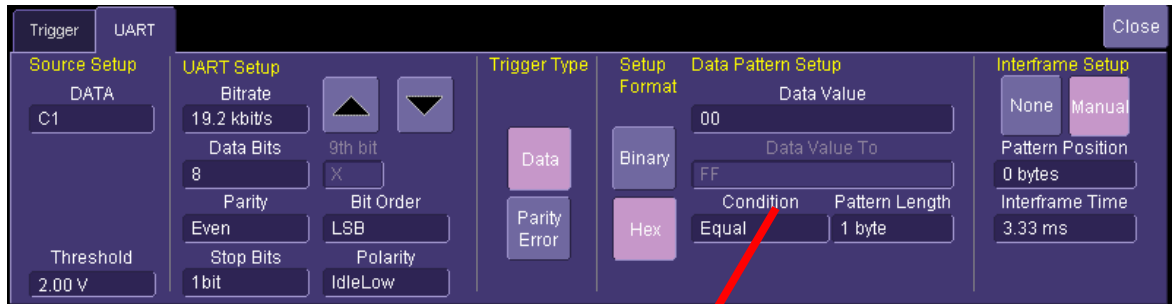 Trigger UART Close
Source Setup UART Setup Trigger Type Setup Format Data Pattern Setup Interframe Setup
DATA
C1
Threshold
2.00 V
Bitrate
19.2 kbit/s
Data Bits 9th bit
8 X
Parity Bit Order
Even LSB
Stop Bits Polarity
1bit IdleLow
Data
Parity
Error
Binary
Hex
Data Value
00
Data Value To
FF
Condition Pattern Length
Equal 1 byte
None Manual
Pattern Position
0 bytes
Interframe Time
3.33 ms